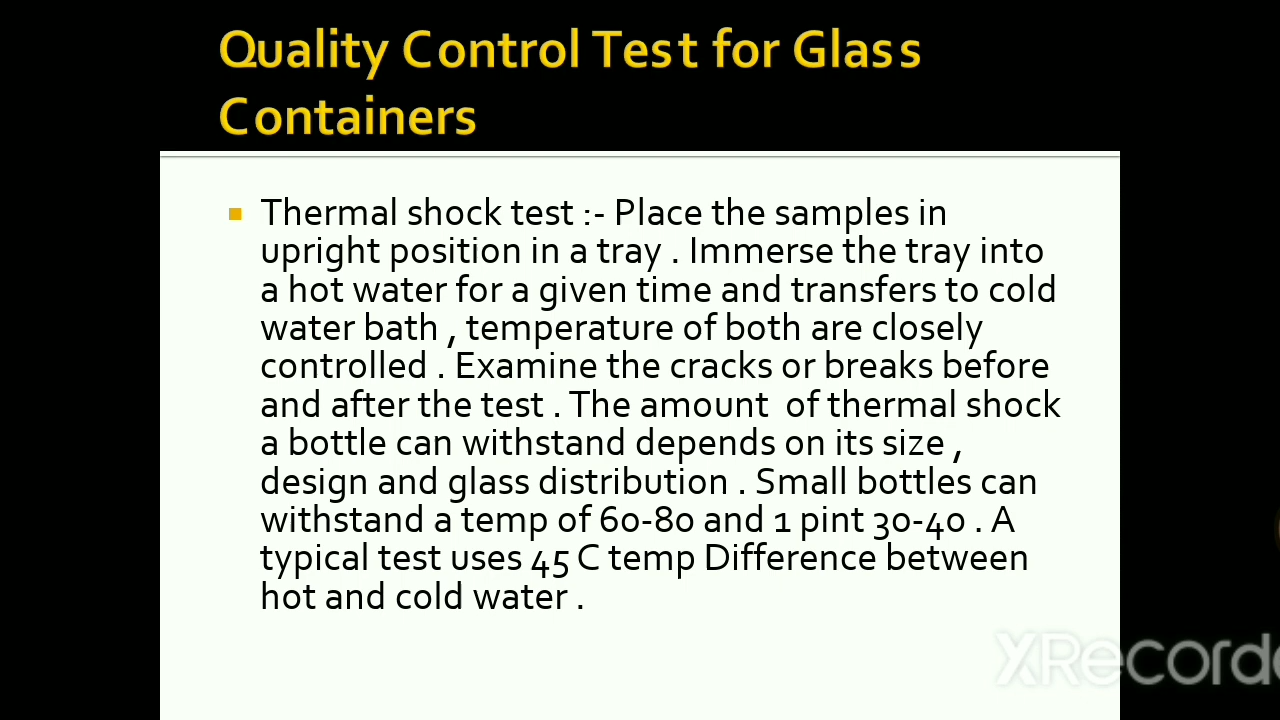 Quality Control Test for Glass
Containers
Thermal shock test :- Place the samples in
upright position in a tray . Immerse the tray into
a hot water for a given time and transfers to cold
water bath , temperature of both are closely
controlled . Examine the cracks or breaks before
and after the test . The amount of thermal shock
a bottle can withstand depends on its size ,
design and glass distribution . Small bottles can
withstand a temp of 60-80 and 1 pint 30-40 . A
typical test uses 45 C temp Difference between
hot and cold water .
XRecorde